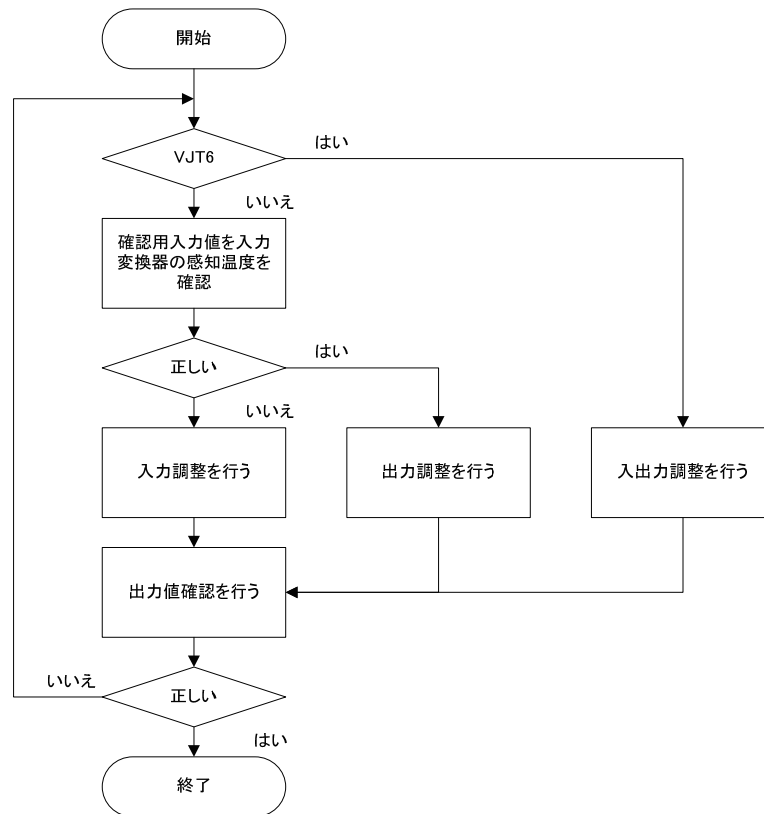 開始
VJT6
はい
いいえ
確認用入力値を入力
変換器の感知温度を
確認
正しい
はい
いいえ
入力調整を行う
出力調整を行う
入出力調整を行う
出力値確認を行う
正しい
いいえ
はい
終了